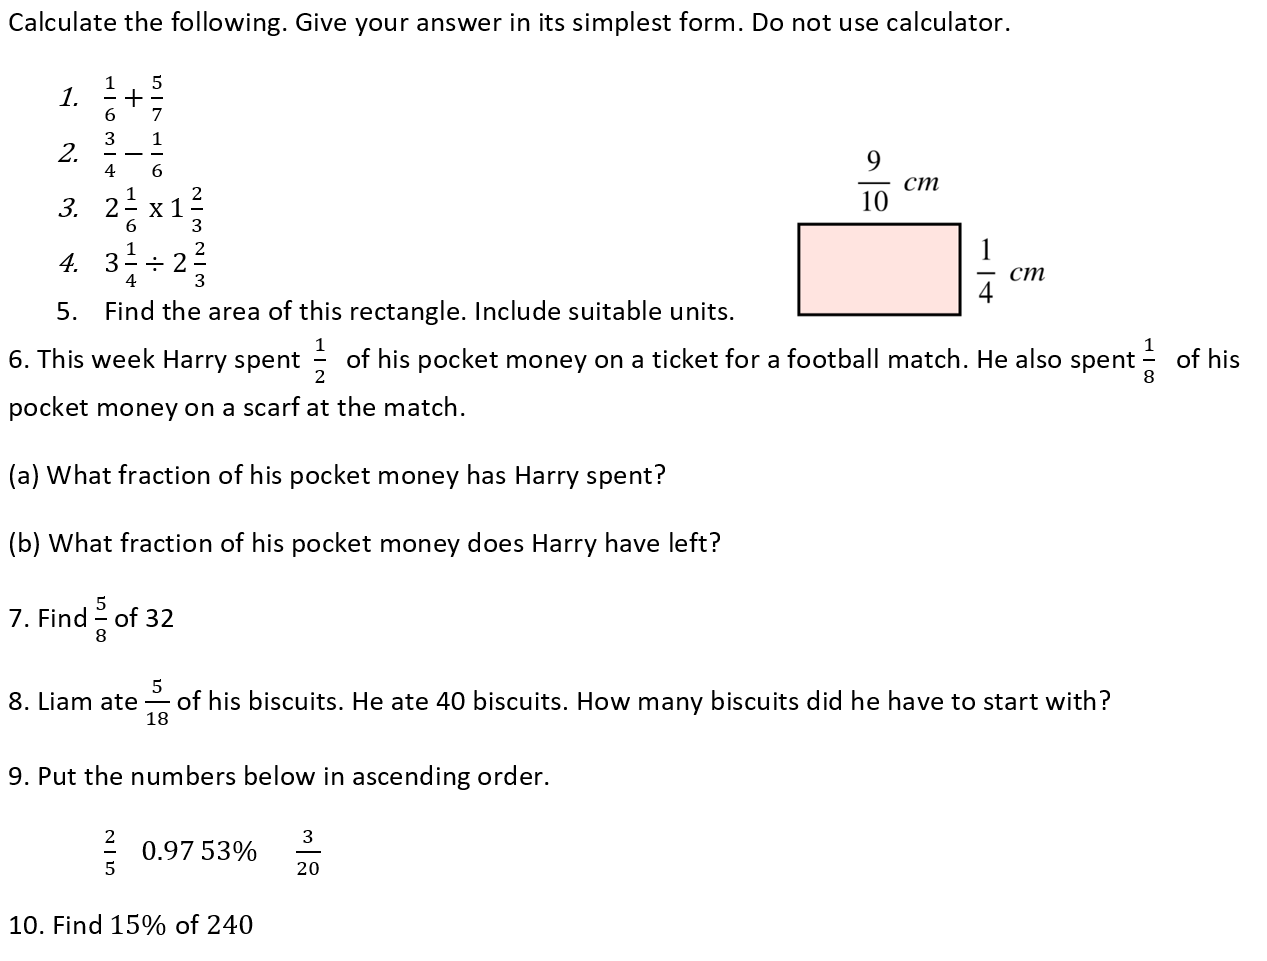 Calculate the following. Give your answer in its simplest form. Do not use calculator.
1. 1/6 + 5/7
2. 3/4 − 1/6
3. 2 1/6 x 1 2/3
4. 3 1/4 ÷ 2 2/3
9/10 cm
1/4 cm
5. Find the area of this rectangle. Include suitable units.
6. This week Harry spent 1/2 of his pocket money on a ticket for a football match. He also spent 1/8 of his
pocket money on a scarf at the match.
(a) What fraction of his pocket money has Harry spent?
(b) What fraction of his pocket money does Harry have left?
7. Find 5/8 of 32
8. Liam ate 5/18 of his biscuits. He ate 40 biscuits. How many biscuits did he have to start with?
9. Put the numbers below in ascending order.
2/5 0.97 53% 3/20
10. Find 15% of 240